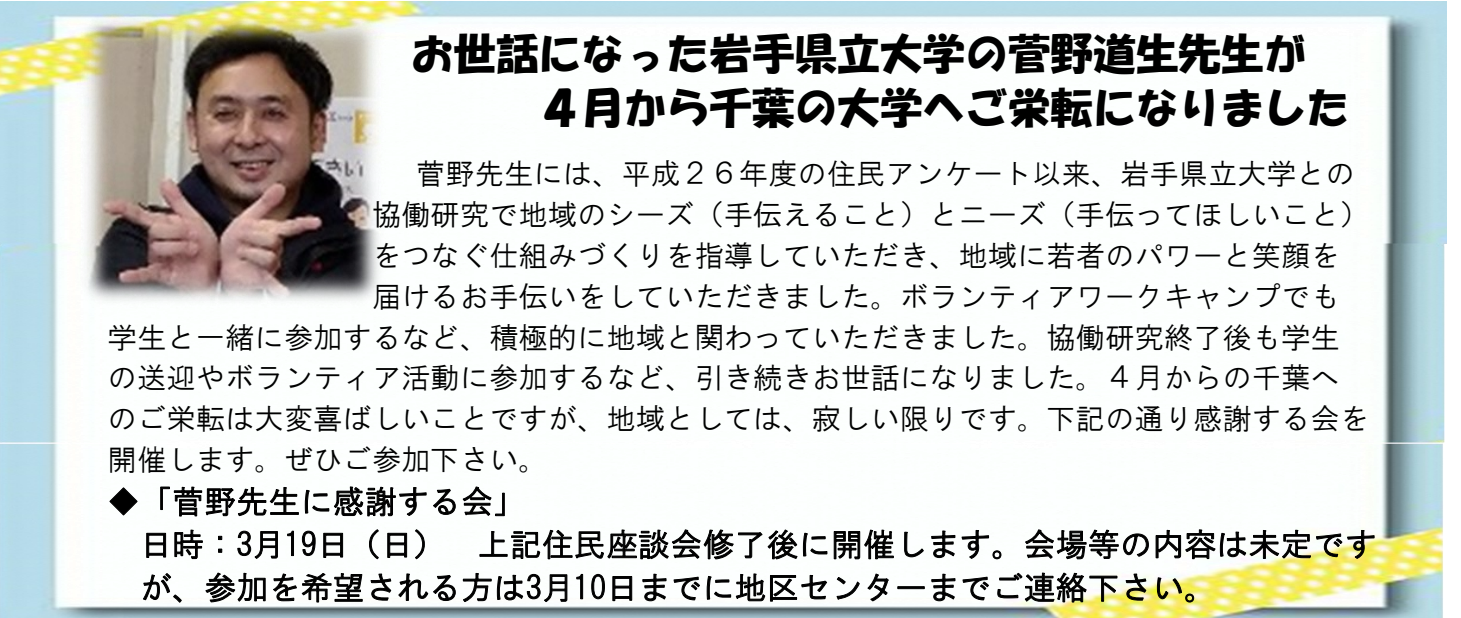 お世話になった岩手県立大学の菅野道生先生が
４月から千葉の大学へご栄転になりました
菅野先生には、平成２６年度の住民アンケート以来、岩手県立大学との
協働研究で地域のシーズ（手伝えること）とニーズ（手伝ってほしいこと）
をつなぐ仕組みづくりを指導していただき、地域に若者のパワーと笑顔を
届けるお手伝いをしていただきました。ボランティアワークキャンプでも
学生と一緒に参加するなど、積極的に地域と関わっていただきました。協働研究終了後も学生
の送迎やボランティア活動に参加するなど、引き続きお世話になりました。４月からの千葉へ
のご栄転は大変喜ばしいことですが、地域としては、寂しい限りです。下記の通り感謝する会を
開催します。ぜひご参加下さい。
◆「菅野先生に感謝する会」
日時：3月19日（日）　上記住民座談会修了後に開催します。会場等の内容は未定です
が、参加を希望される方は3月10日までに地区センターまでご連絡下さい。